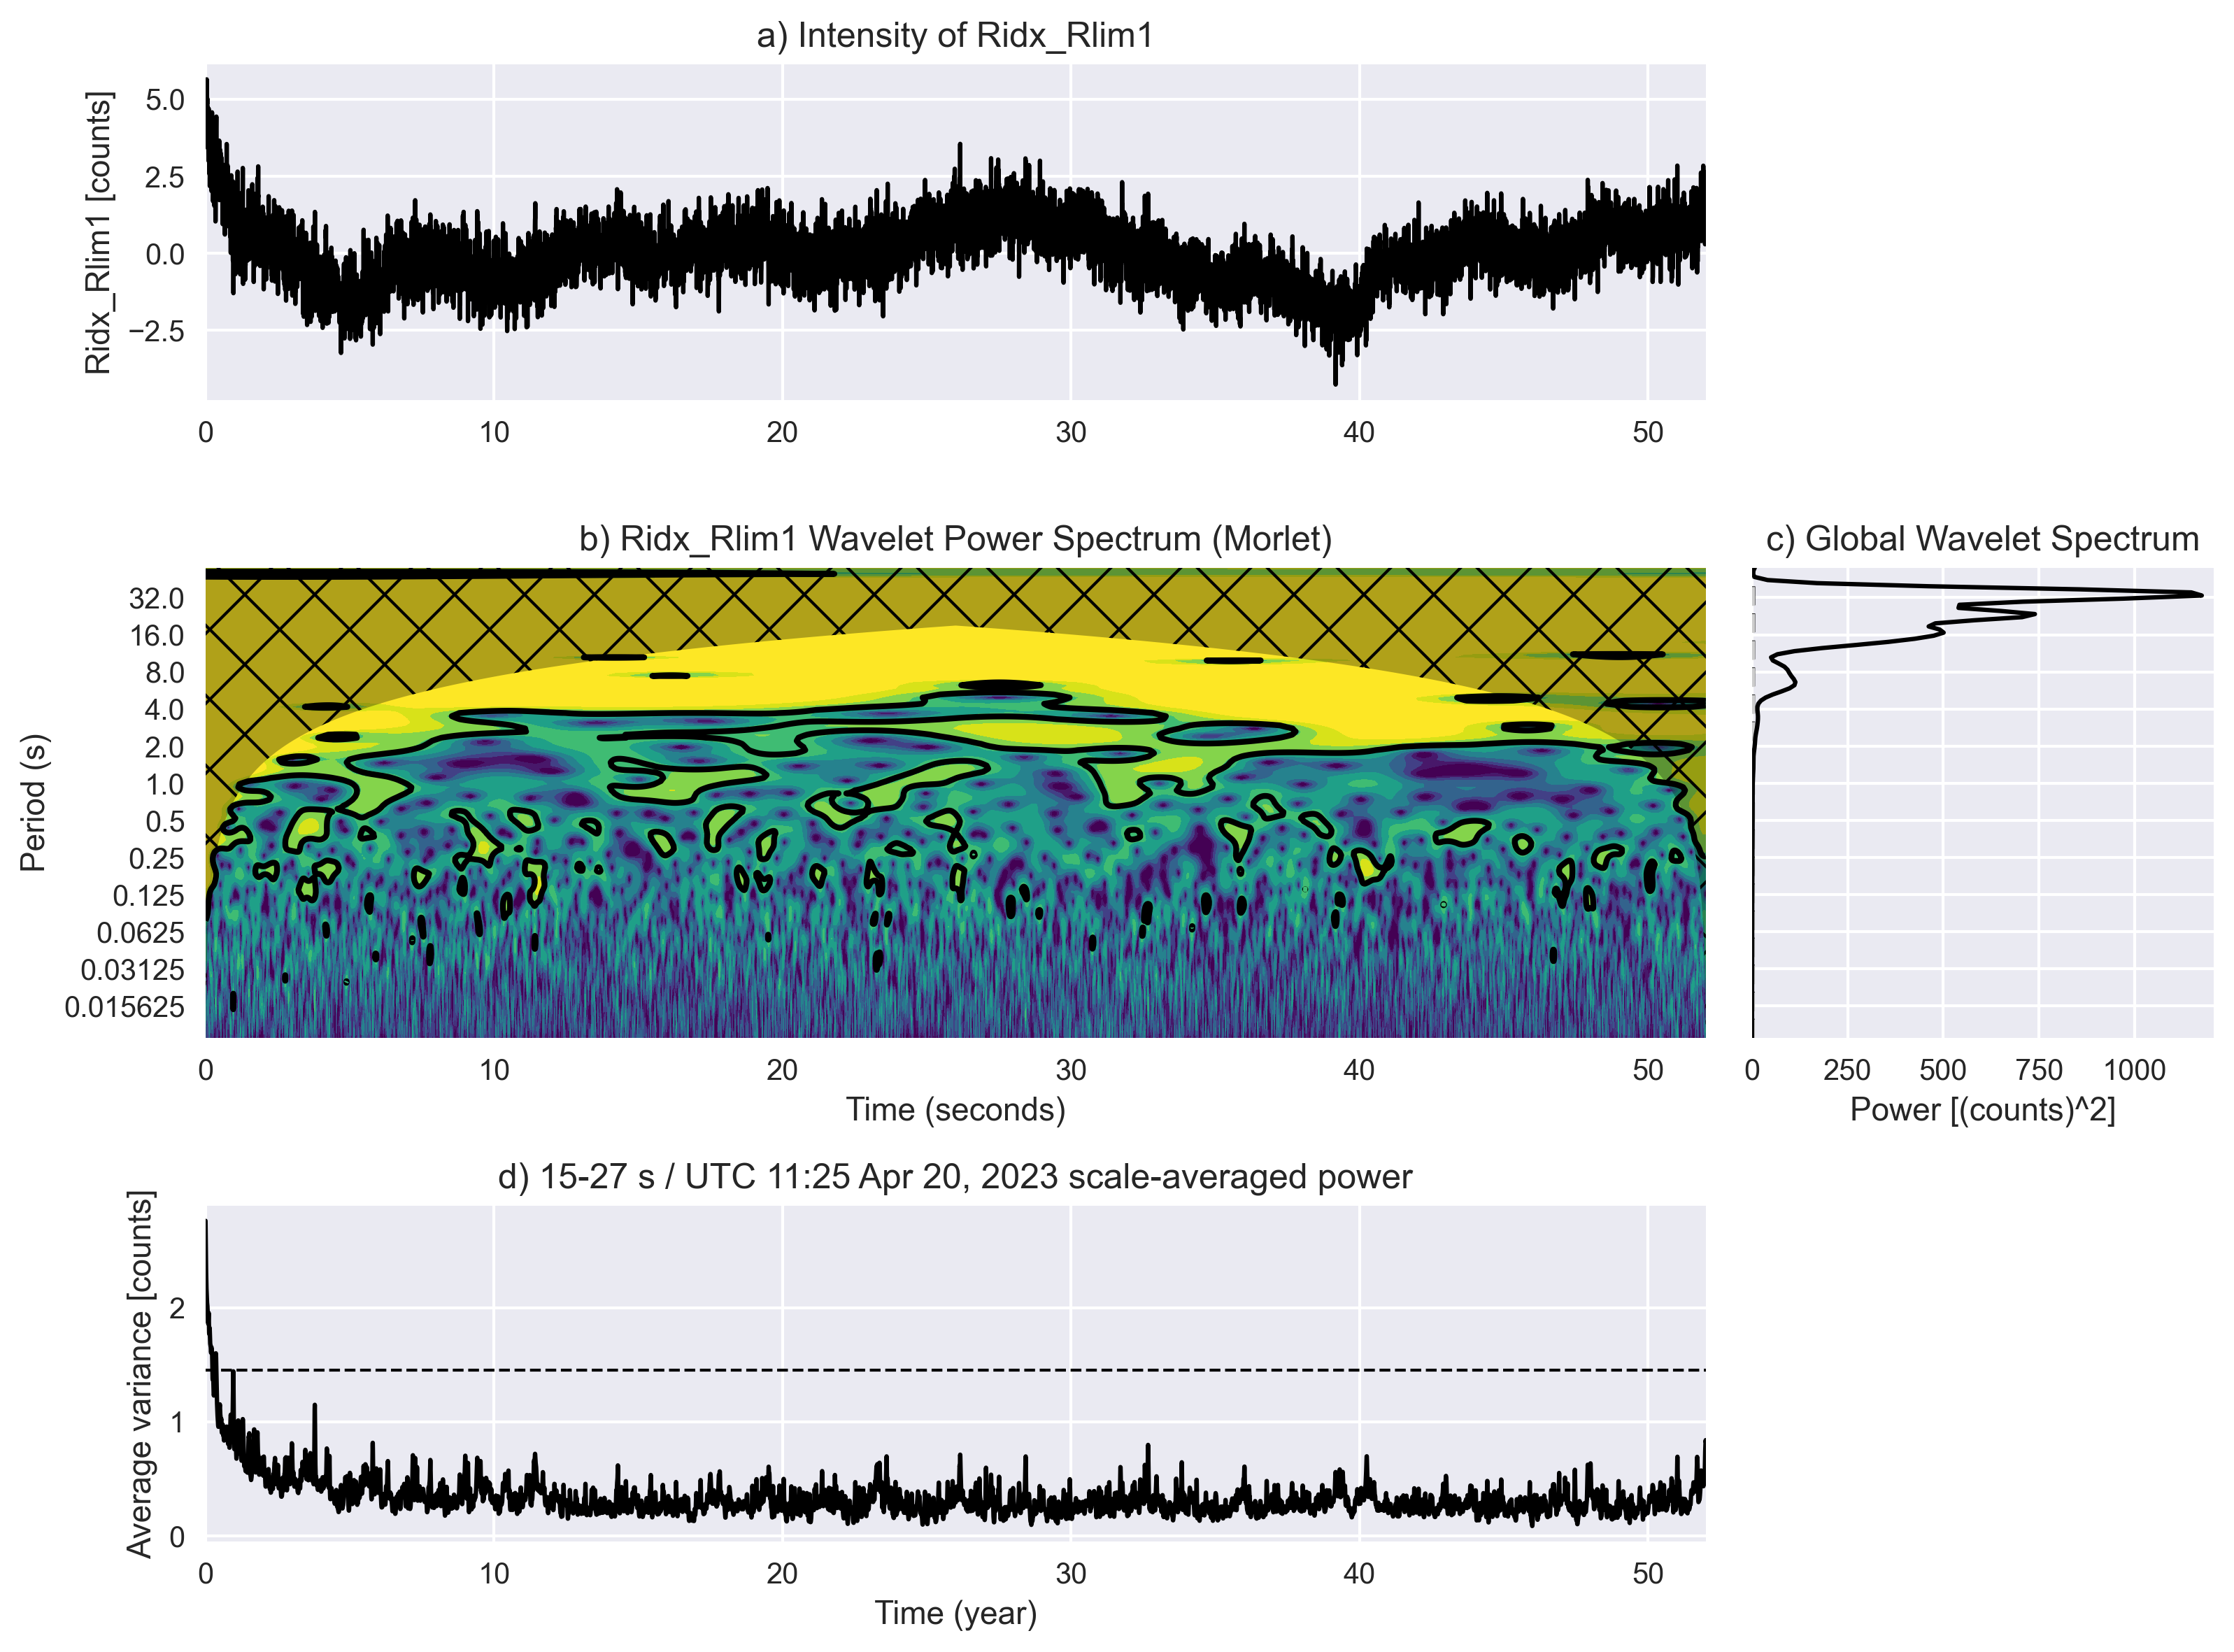 a) Intensity of Ridx_Rlim1
Ridx_Rlim1 [counts]
5.0
2.5
0.0
−2.5
0 10 20 30 40 50
b) Ridx_Rlim1 Wavelet Power Spectrum (Morlet)
Period (s)
32.0
16.0
8.0
4.0
2.0
1.0
0.5
0.25
0.125
0.0625
0.03125
0.015625
0 10 20 30 40 50
Time (seconds)
c) Global Wavelet Spectrum
0 250 500 750 1000
Power [(counts)^2]
d) 15-27 s / UTC 11:25 Apr 20, 2023 scale-averaged power
Average variance [counts]
2
1
0
0 10 20 30 40 50
Time (year)